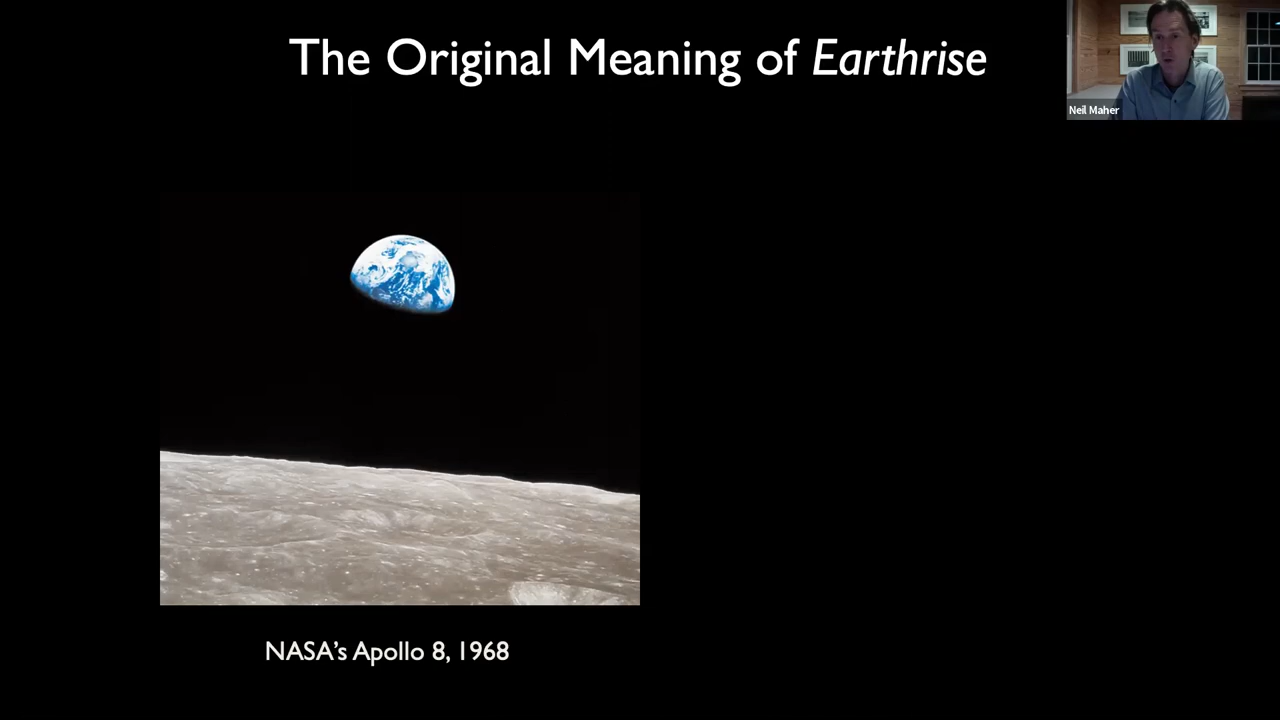 The Original Meaning of Earthrise
Neil Maher
NASA's Apollo 8, 1968